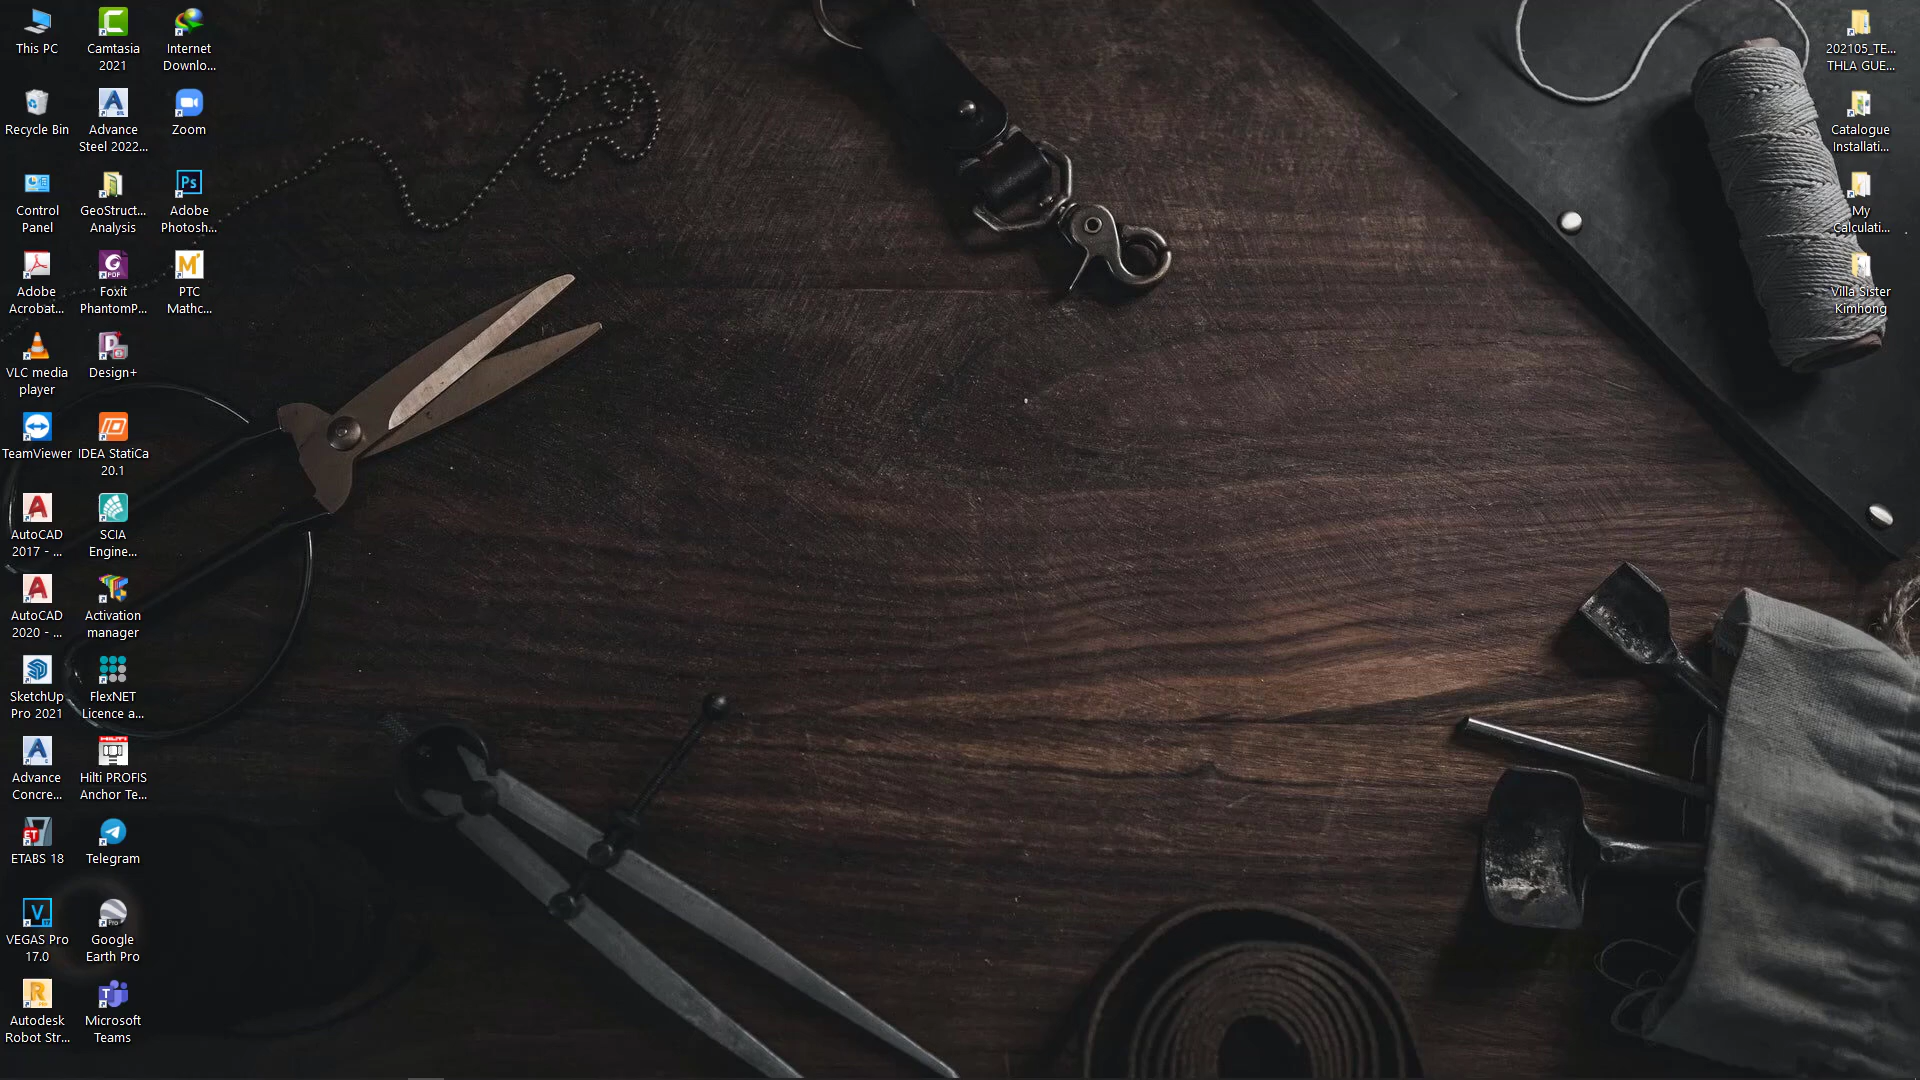 This PC
Recycle Bin
Control
Panel
Adobe
Acrobat...
VLC media
player
TeamViewer
AutoCAD
2017 - ...
AutoCAD
2020 - ...
SketchUp
Pro 2021
Advance
Concre...
ETABS 18
VEGAS Pro
17.0
Autodesk
Robot Str...
Camtasia
2021
Advance
Steel 2022...
GeoStruct...
Analysis
Foxit
PhantomP...
Design+
IDEA StatiCa
20.1
SCIA
Engine...
Activation
manager
FlexNET
Licence a...
Hilti PROFIS
Anchor Te...
Telegram
Google
Earth Pro
Microsoft
Teams
Internet
Downlo...
Zoom
Adobe
Photosh...
PTC
Mathc...
202105_TE...
THLA GUE...
Catalogue
Installati...
My
Calculati...
Villa Sister
Kimhong